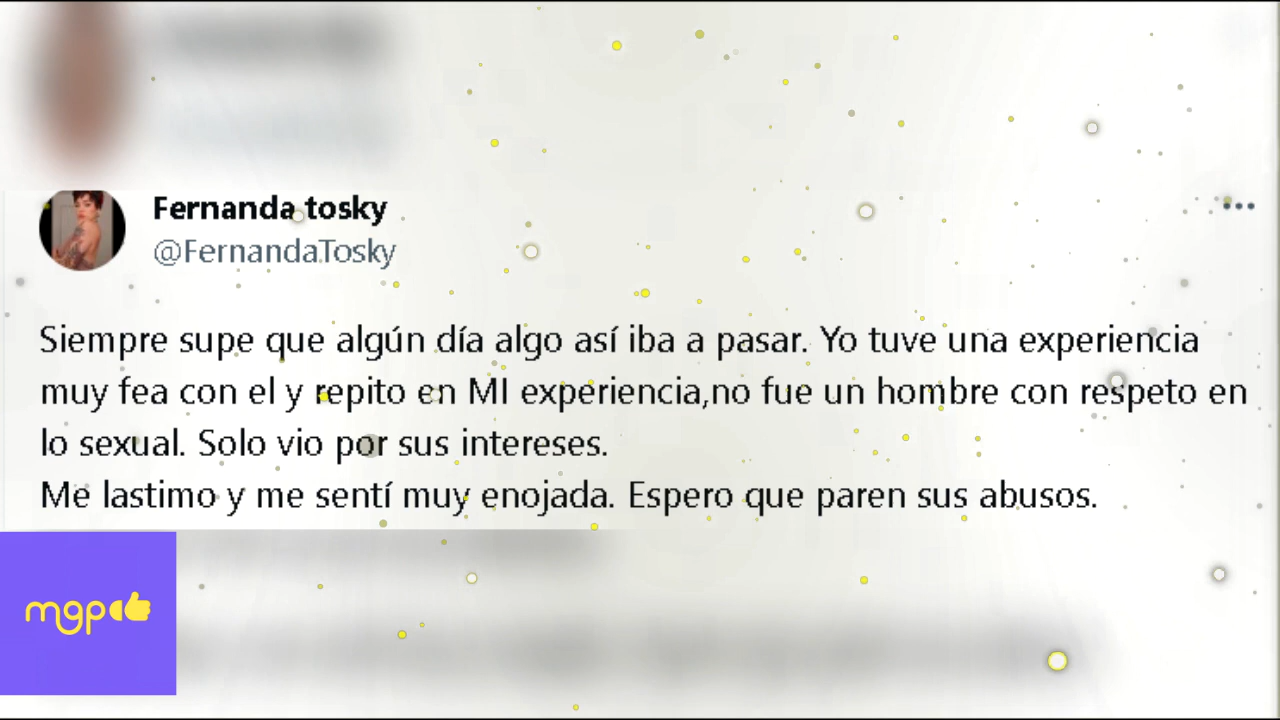 Fernanda tosky
@FernandaTosky
Siempre supe que algún día algo así iba a pasar. Yo tuve una experiencia
muy fea con el y repito en MI experiencia,no fue un hombre con respeto en
lo sexual. Solo vio por sus intereses.
Me lastimo y me sentí muy enojada. Espero que paren sus abusos.
mgp